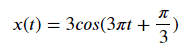 x(t) = 3cos(3πt + π/3)